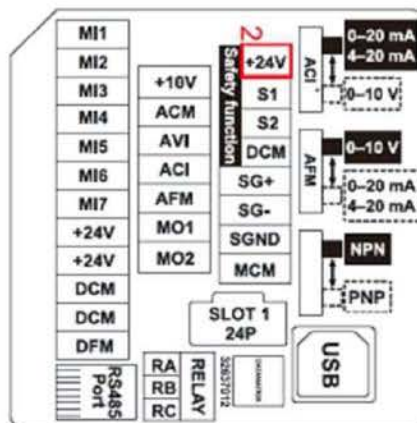 MI1
MI2
MI3
MI4
MI5
MI6
MI7
+24V
+24V
DCM
DCM
DFM
+10V
ACM
AVI
ACI
AFM
MO1
MO2
2
Safety function
+24V
S1
S2
DCM
SG+
SG-
SGND
MCM
ACI
0–20 mA
4–20 mA
0–10 V
AFM
0–10 V
0–20 mA
4–20 mA
NPN
PNP
SLOT 1
24P
USB
RS485
Port
RA
RB
RC
RELAY